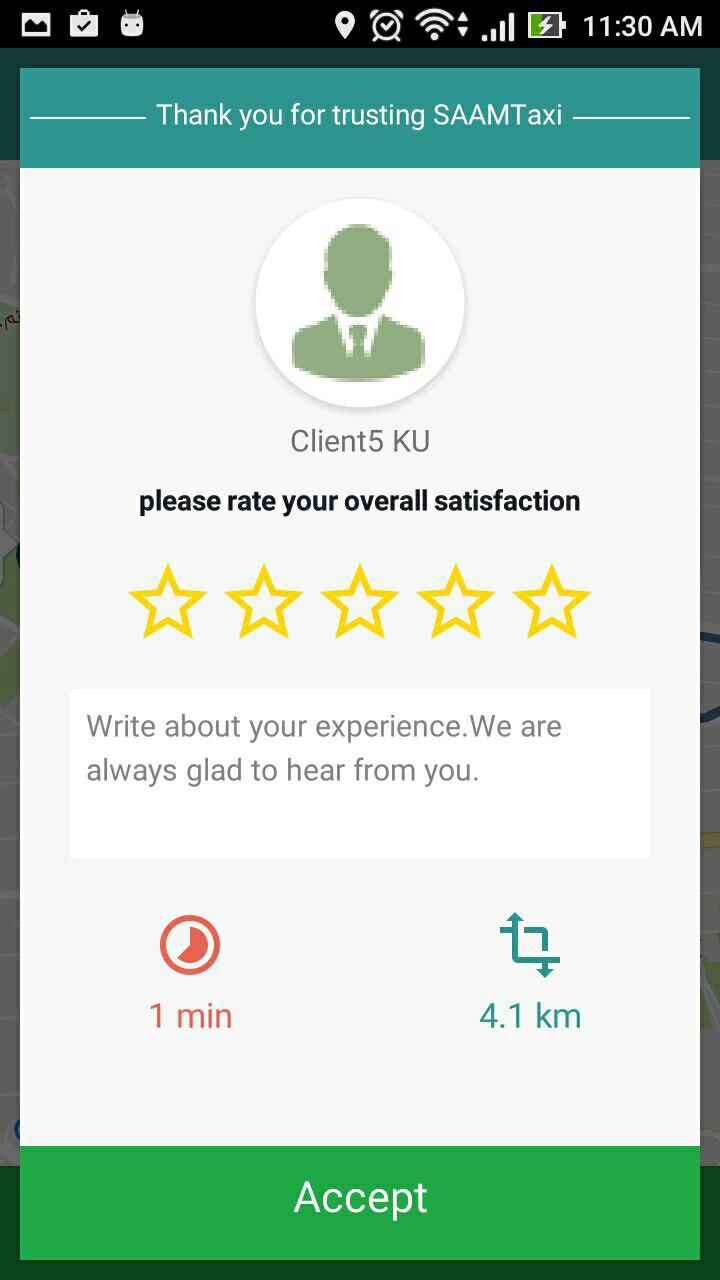 11:30 AM
Thank you for trusting SAAMTaxi
Client5 KU
please rate your overall satisfaction
Write about your experience.We are
always glad to hear from you.
1 min
4.1 km
Accept